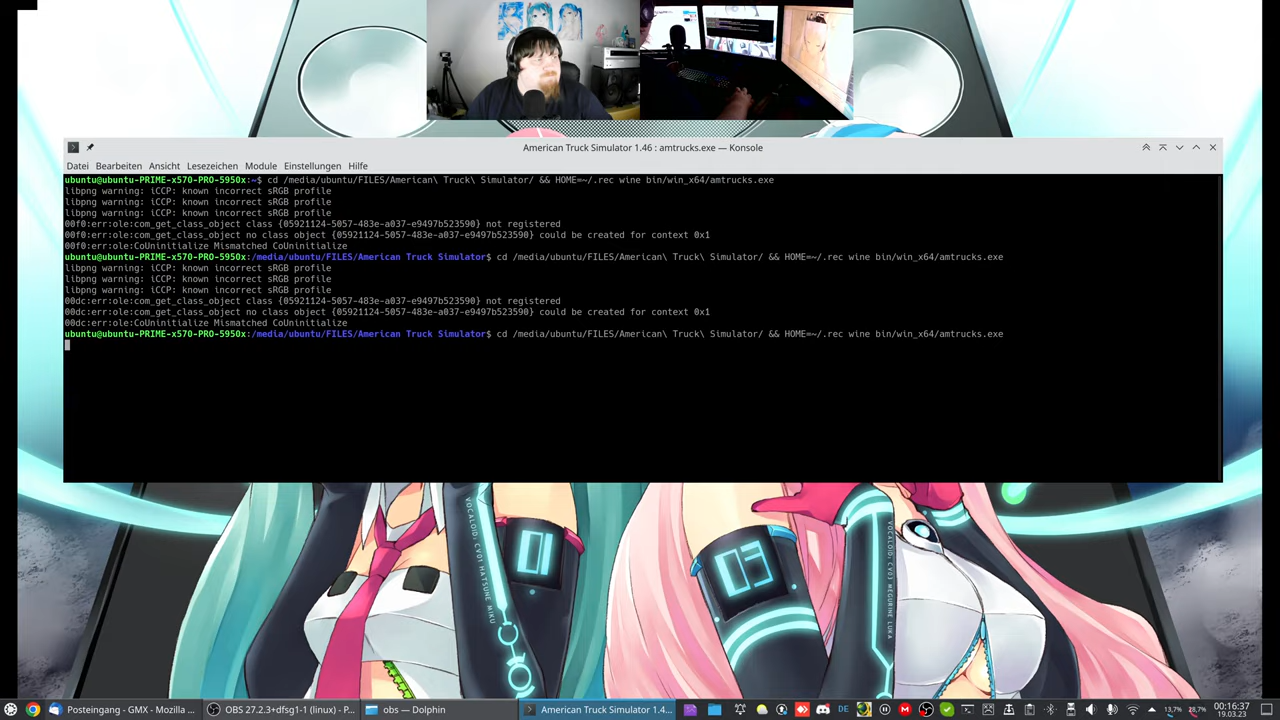 American Truck Simulator 1.46 : amtrucks.exe — Konsole
Datei Bearbeiten Ansicht Lesezeichen Module Einstellungen Hilfe
ubuntu@ubuntu-PRIME-x570-PRO-5950x:~$ cd /media/ubuntu/FILES/American\ Truck\ Simulator/ && HOME=~/.rec wine bin/win_x64/amtrucks.exe
libpng warning: iCCP: known incorrect sRGB profile
libpng warning: iCCP: known incorrect sRGB profile
libpng warning: iCCP: known incorrect sRGB profile
00f0:err:ole:com_get_class_object class {05921124-5057-483e-a037-e9497b523590} not registered
00f0:err:ole:com_get_class_object no class object {05921124-5057-483e-a037-e9497b523590} could be created for context 0x1
00f0:err:ole:CoUninitialize Mismatched CoUninitialize
ubuntu@ubuntu-PRIME-x570-PRO-5950x:/media/ubuntu/FILES/American Truck Simulator$ cd /media/ubuntu/FILES/American\ Truck\ Simulator/ && HOME=~/.rec wine bin/win_x64/amtrucks.exe
libpng warning: iCCP: known incorrect sRGB profile
libpng warning: iCCP: known incorrect sRGB profile
libpng warning: iCCP: known incorrect sRGB profile
00dc:err:ole:com_get_class_object class {05921124-5057-483e-a037-e9497b523590} not registered
00dc:err:ole:com_get_class_object no class object {05921124-5057-483e-a037-e9497b523590} could be created for context 0x1
00dc:err:ole:CoUninitialize Mismatched CoUninitialize
ubuntu@ubuntu-PRIME-x570-PRO-5950x:/media/ubuntu/FILES/American Truck Simulator$ cd /media/ubuntu/FILES/American\ Truck\ Simulator/ && HOME=~/.rec wine bin/win_x64/amtrucks.exe
01
03
VOCALOID; CV01 HATSUNE MIKU
VOCALOID; CV03 MEGURINE LUKA
Posteingang - GMX - Mozilla ...
OBS 27.2.3+dfsg1-1 (linux) - P...
obs — Dolphin
American Truck Simulator 1.4...
DE
13,7% 28,7%
00:16:37
19.03.23